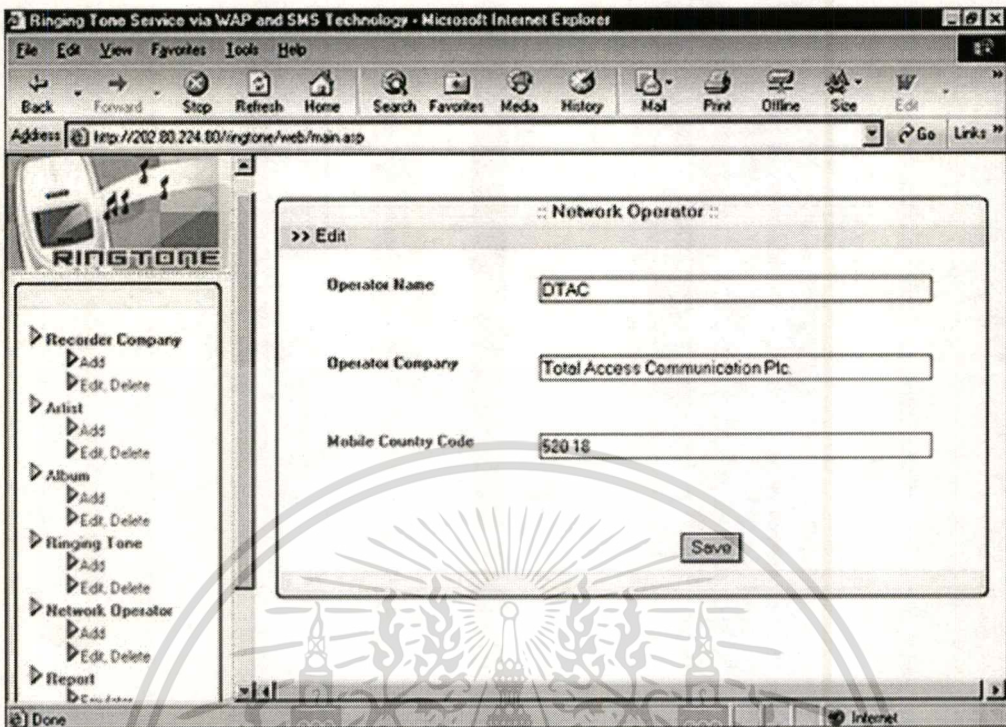 Ringing Tone Service via WAP and SMS Technology - Microsoft Internet Explorer
File Edit View Favorites Tools Help
Back Forward Stop Refresh Home Search Favorites Media History Mail Print Offline Size Edit
Address http://202.80.224.80/ringtone/web/main.asp Go Links
RINGTONE
Recorder Company
Add
Edit, Delete
Artist
Add
Edit, Delete
Album
Add
Edit, Delete
Ringing Tone
Add
Edit, Delete
Network Operator
Add
Edit, Delete
Report
:: Network Operator ::
>> Edit
Operator Name DTAC
Operator Company Total Access Communication Plc.
Mobile Country Code 520 18
Save
Done Internet